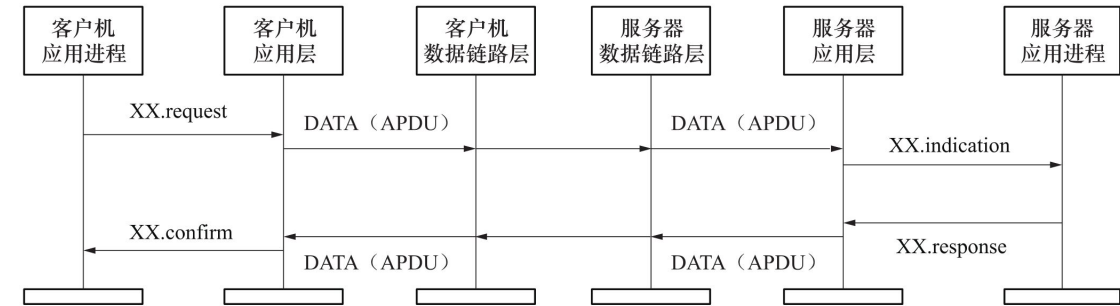 客户机
应用进程
客户机
应用层
客户机
数据链路层
服务器
数据链路层
服务器
应用层
服务器
应用进程
XX.request
DATA（APDU）
DATA（APDU）
XX.indication
XX.confirm
DATA（APDU）
DATA（APDU）
XX.response